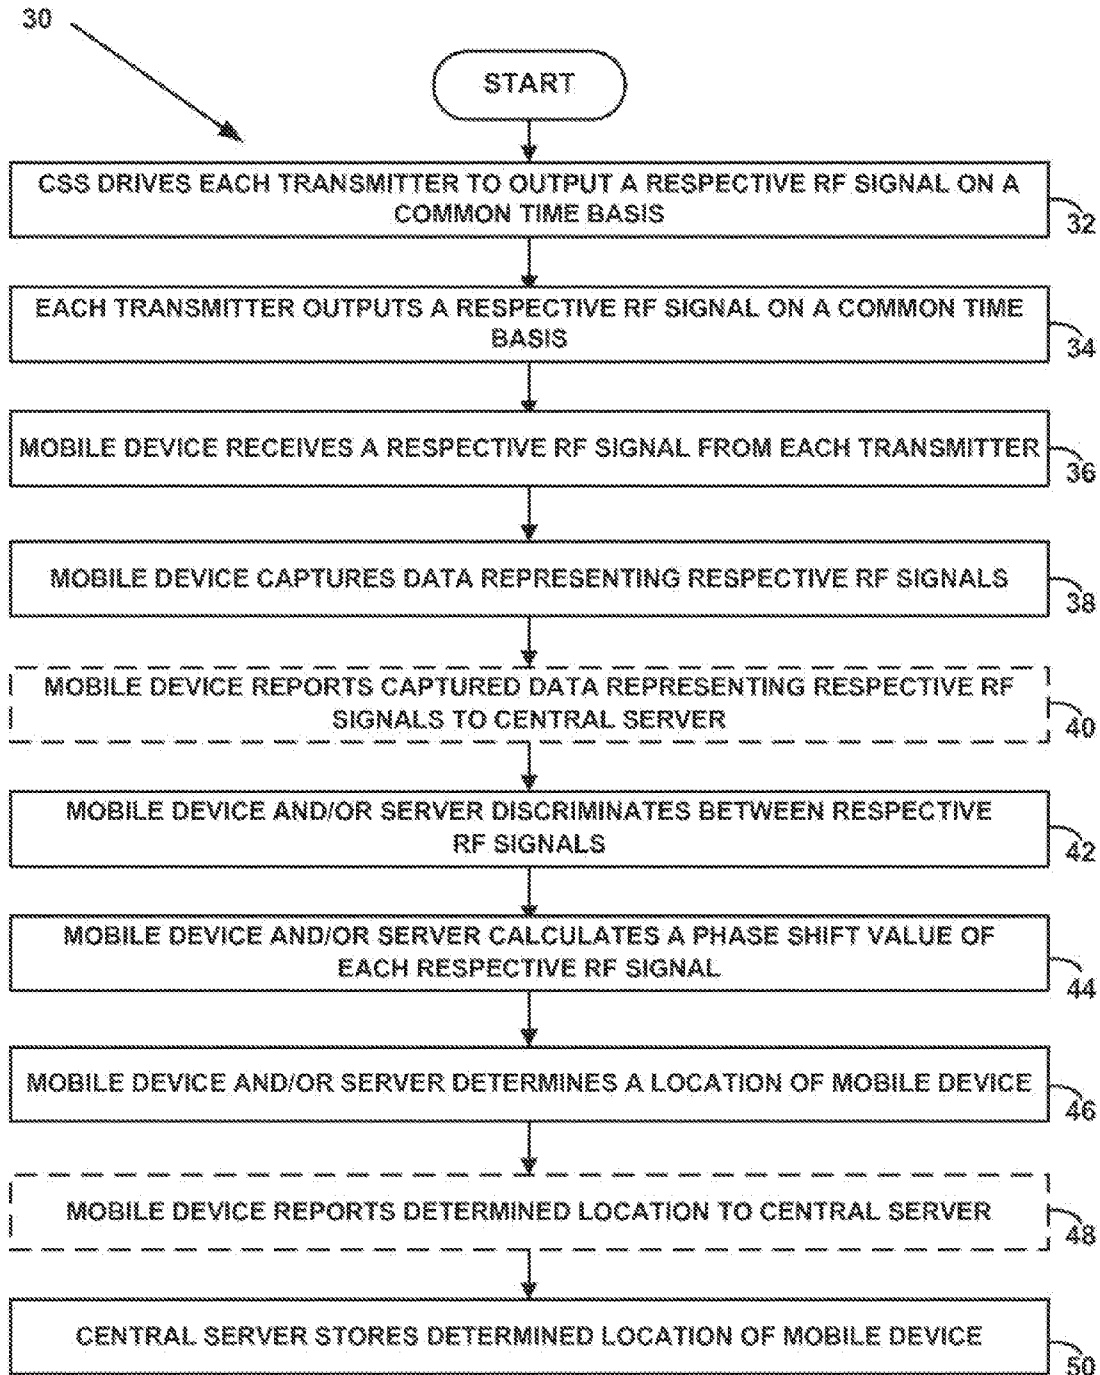 30
START
CSS DRIVES EACH TRANSMITTER TO OUTPUT A RESPECTIVE RF SIGNAL ON A
COMMON TIME BASIS
32
EACH TRANSMITTER OUTPUTS A RESPECTIVE RF SIGNAL ON A COMMON TIME
BASIS
34
MOBILE DEVICE RECEIVES A RESPECTIVE RF SIGNAL FROM EACH TRANSMITTER
36
MOBILE DEVICE CAPTURES DATA REPRESENTING RESPECTIVE RF SIGNALS
38
MOBILE DEVICE REPORTS CAPTURED DATA REPRESENTING RESPECTIVE RF
SIGNALS TO CENTRAL SERVER
40
MOBILE DEVICE AND/OR SERVER DISCRIMINATES BETWEEN RESPECTIVE
RF SIGNALS
42
MOBILE DEVICE AND/OR SERVER CALCULATES A PHASE SHIFT VALUE OF
EACH RESPECTIVE RF SIGNAL
44
MOBILE DEVICE AND/OR SERVER DETERMINES A LOCATION OF MOBILE DEVICE
46
MOBILE DEVICE REPORTS DETERMINED LOCATION TO CENTRAL SERVER
48
CENTRAL SERVER STORES DETERMINED LOCATION OF MOBILE DEVICE
50